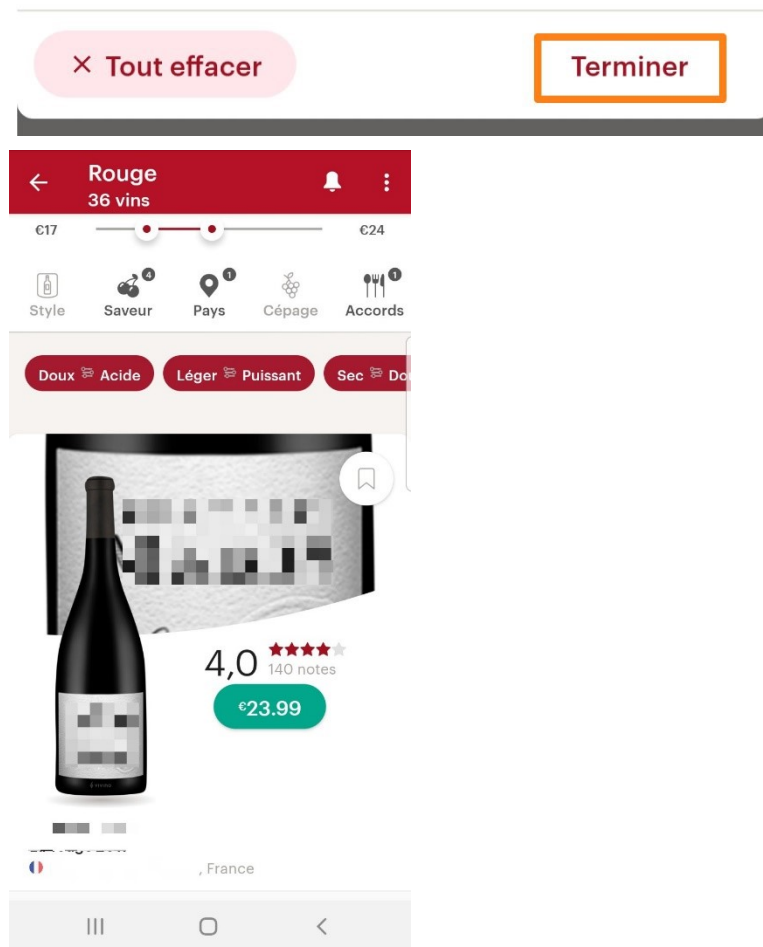 × Tout effacer
Terminer
Rouge
36 vins
€17
€24
4
1
1
Style
Saveur
Pays
Cépage
Accords
Doux Acide
Léger Puissant
Sec
4,0
140 notes
€23.99
, France